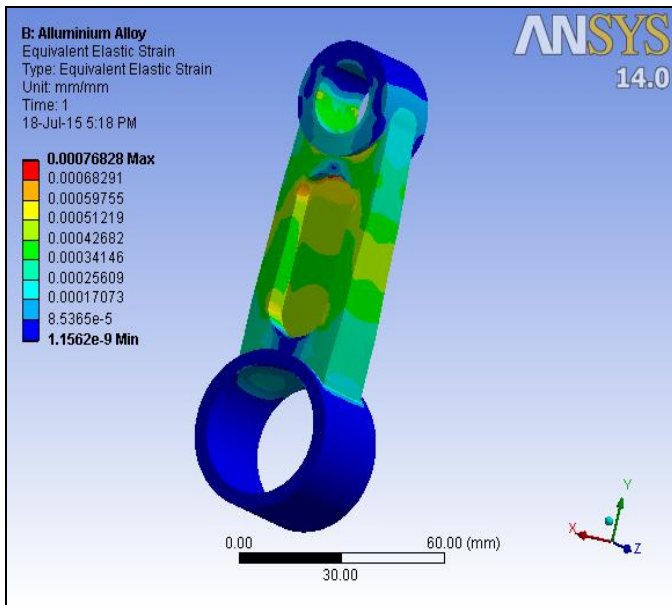 B: Alluminium Alloy
Equivalent Elastic Strain
Type: Equivalent Elastic Strain
Unit: mm/mm
Time: 1
18-Jul-15 5:18 PM
0.00076828 Max
0.00068291
0.00059755
0.00051219
0.00042682
0.00034146
0.00025609
0.00017073
8.5365e-5
1.1562e-9 Min
ANSYS
14.0
0.00
60.00 (mm)
30.00
Y
X
Z